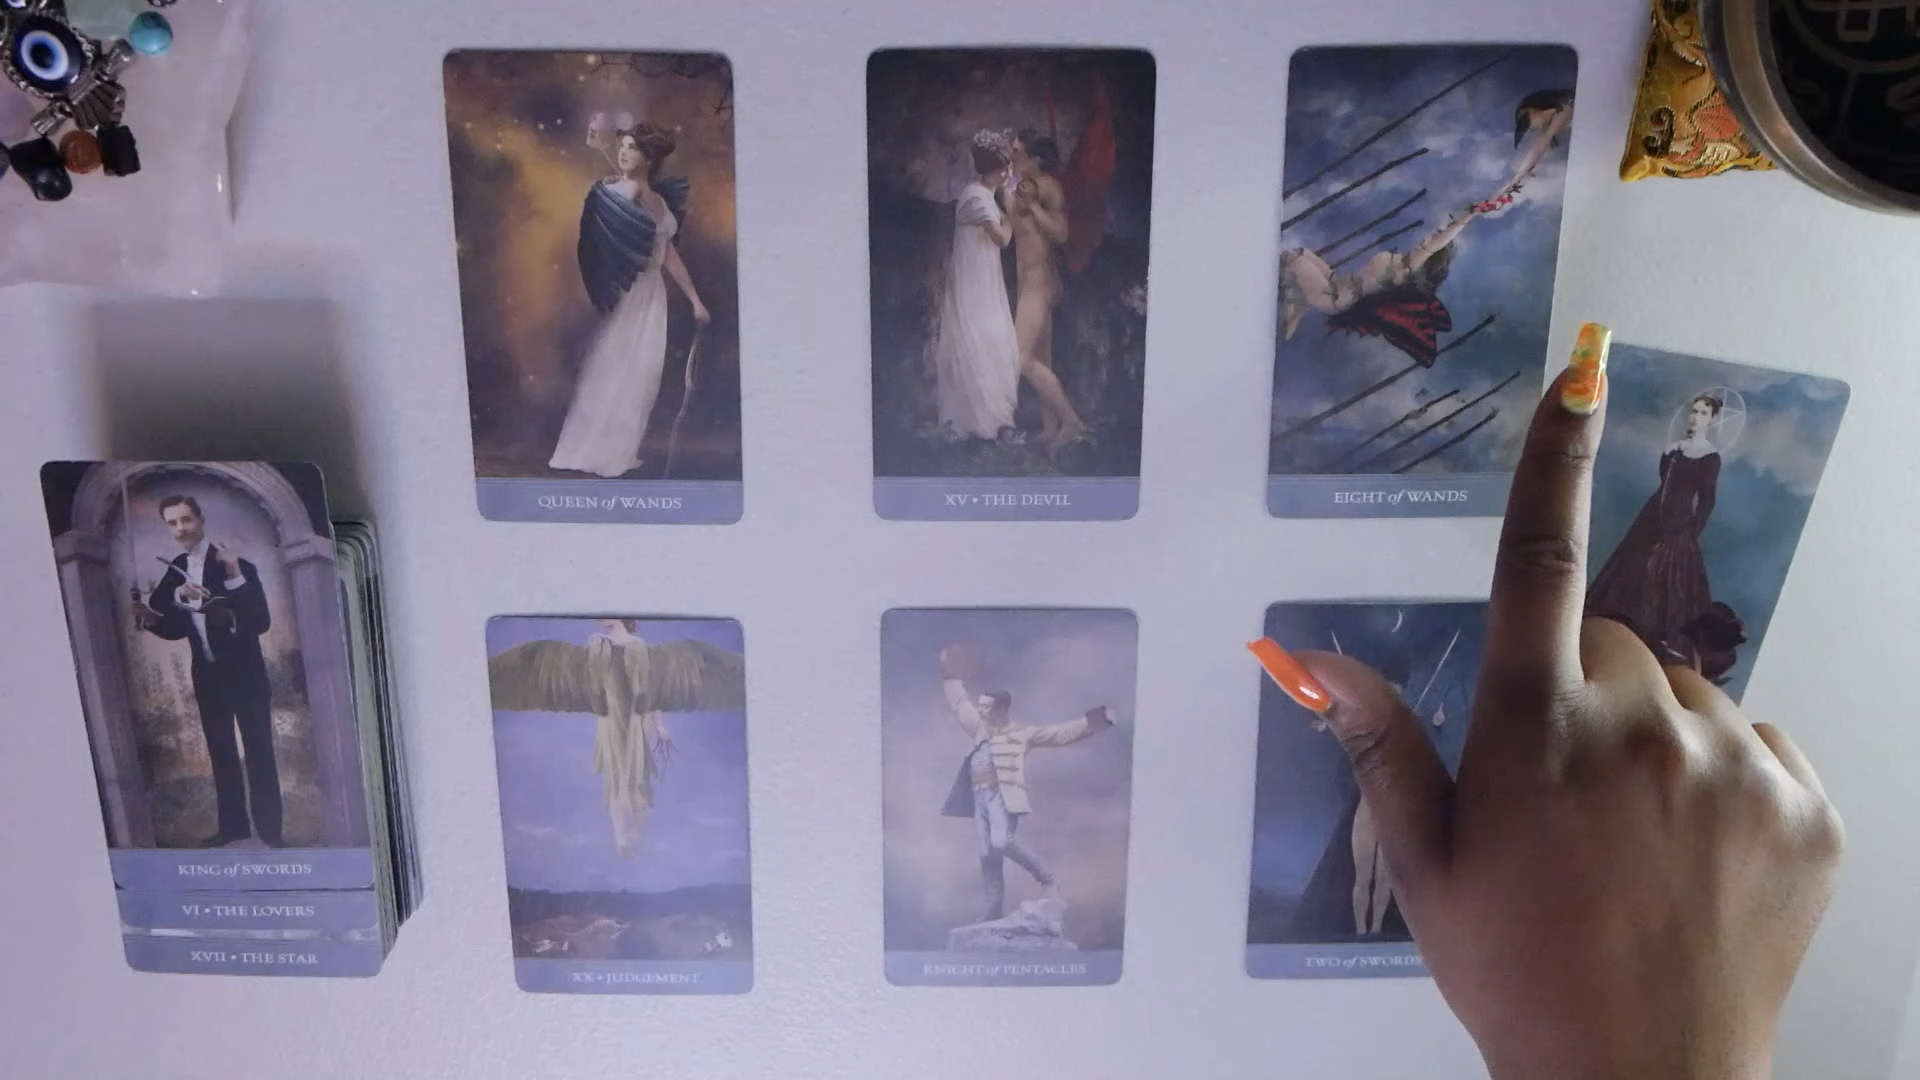 QUEEN of WANDS
XV • THE DEVIL
EIGHT of WANDS
KING of SWORDS
VI • THE LOVERS
XVII • THE STAR
XX • JUDGEMENT
KNIGHT of PENTACLES
TWO of SWORDS